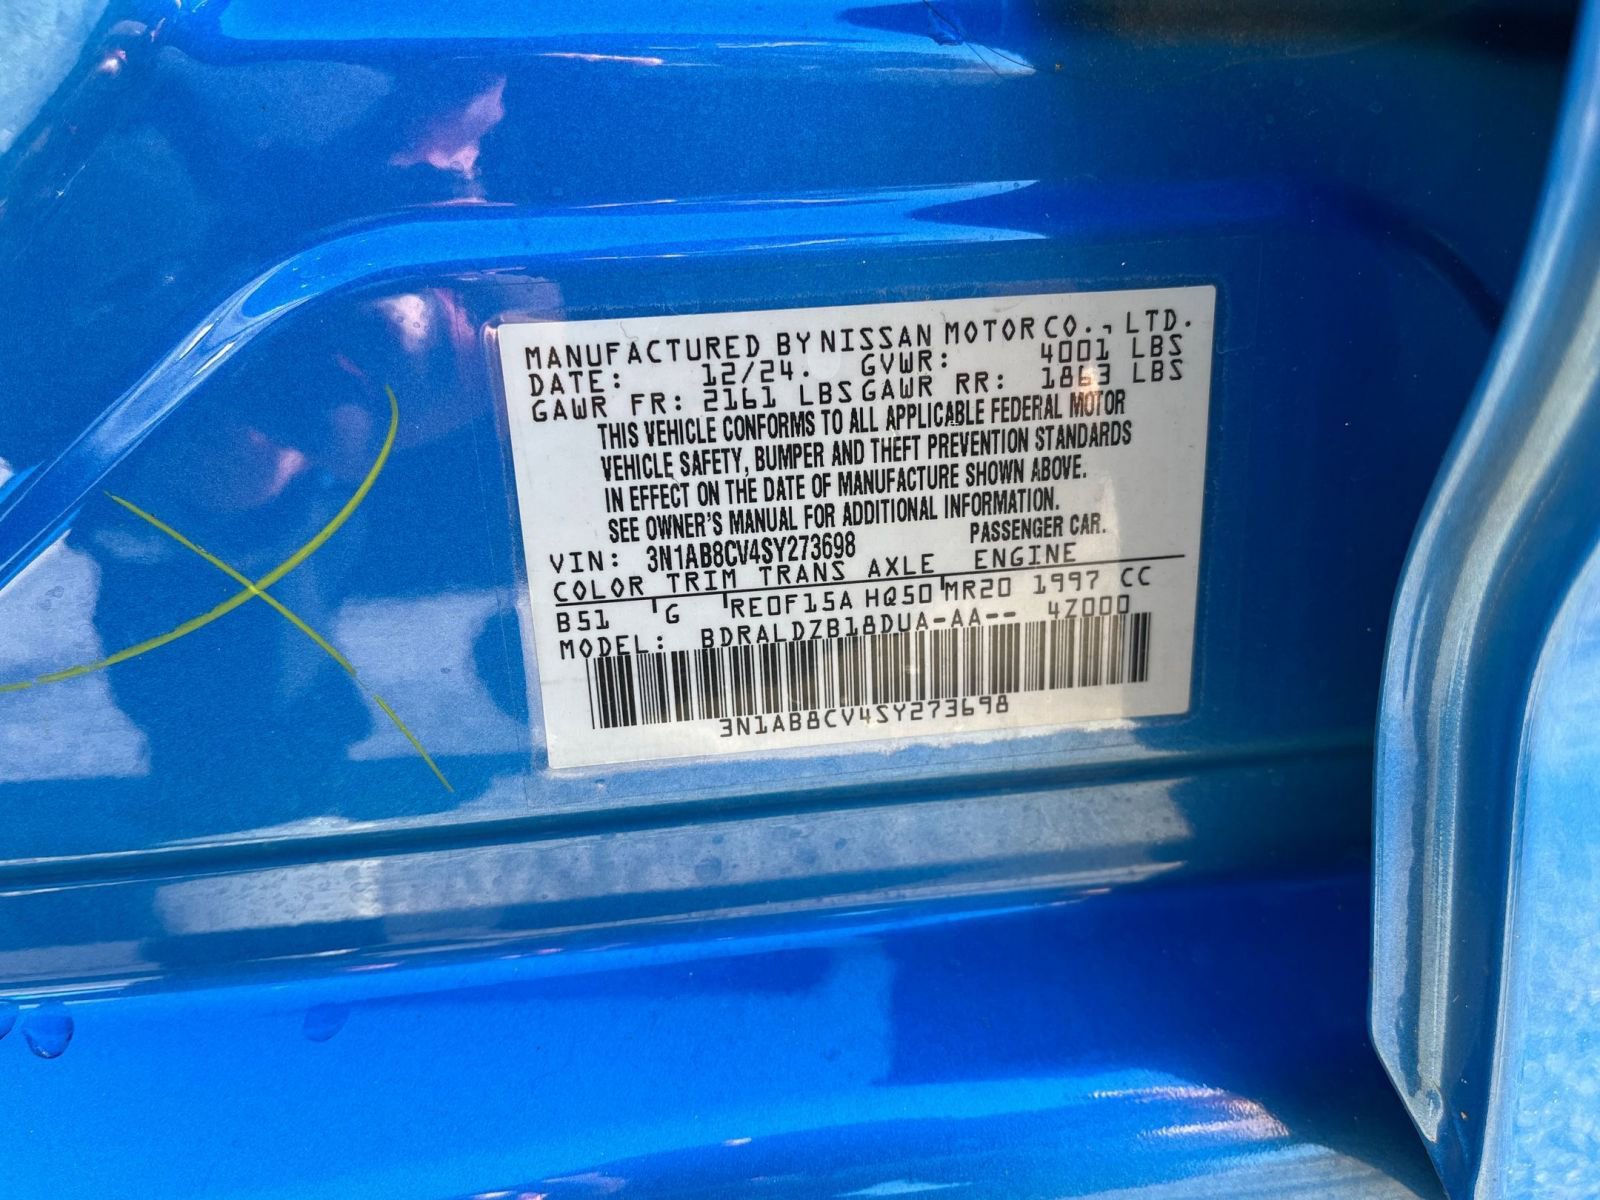 MANUFACTURED BY NISSAN MOTOR CO., LTD.
DATE: 12/24. GVWR: 4001 LBS
GAWR FR: 2161 LBS GAWR RR: 1863 LBS
THIS VEHICLE CONFORMS TO ALL APPLICABLE FEDERAL MOTOR
VEHICLE SAFETY, BUMPER AND THEFT PREVENTION STANDARDS
IN EFFECT ON THE DATE OF MANUFACTURE SHOWN ABOVE.
SEE OWNER'S MANUAL FOR ADDITIONAL INFORMATION.
VIN: 3N1AB8CV4SY273698 PASSENGER CAR.
COLOR TRIM TRANS AXLE ENGINE
B51 G RE0F15A HQ50 MR20 1997 CC
MODEL: BDRALDZB18DUA-AA-- 4Z000
3N1AB8CV4SY273698